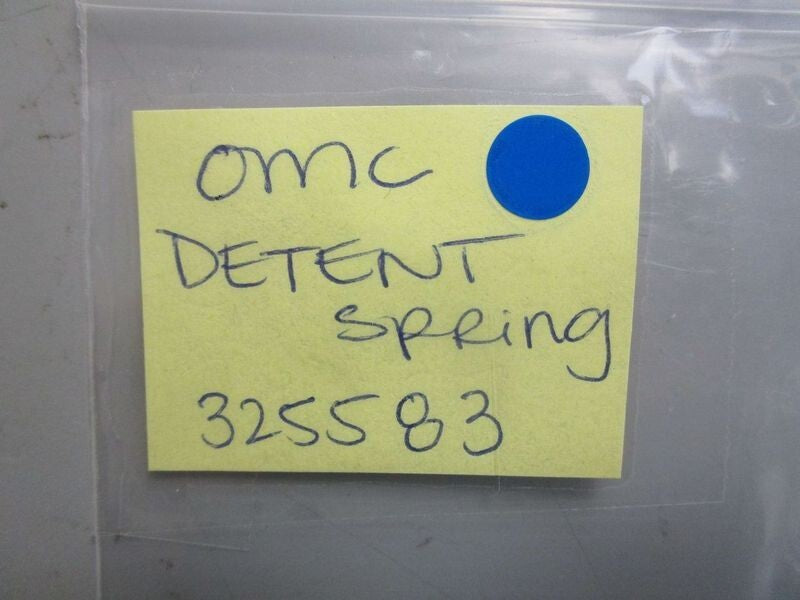 omc
DETENT
SPRing
325583